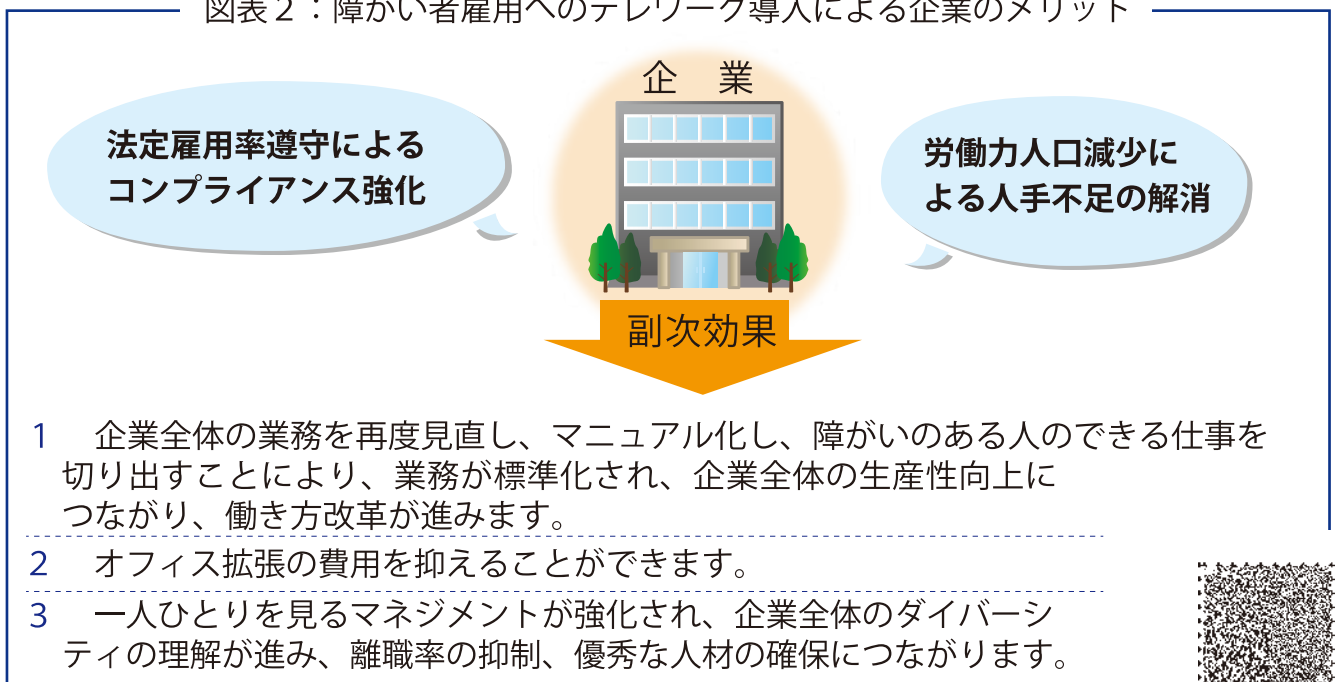 図表２：障がい者雇用へのテレワーク導入による企業のメリット
企　業
法定雇用率遵守による
コンプライアンス強化
労働力人口減少に
よる人手不足の解消
副次効果
1　企業全体の業務を再度見直し、マニュアル化し、障がいのある人のできる仕事を
切り出すことにより、業務が標準化され、企業全体の生産性向上に
つながり、働き方改革が進みます。
2　オフィス拡張の費用を抑えることができます。
3　一人ひとりを見るマネジメントが強化され、企業全体のダイバーシ
ティの理解が進み、離職率の抑制、優秀な人材の確保につながります。